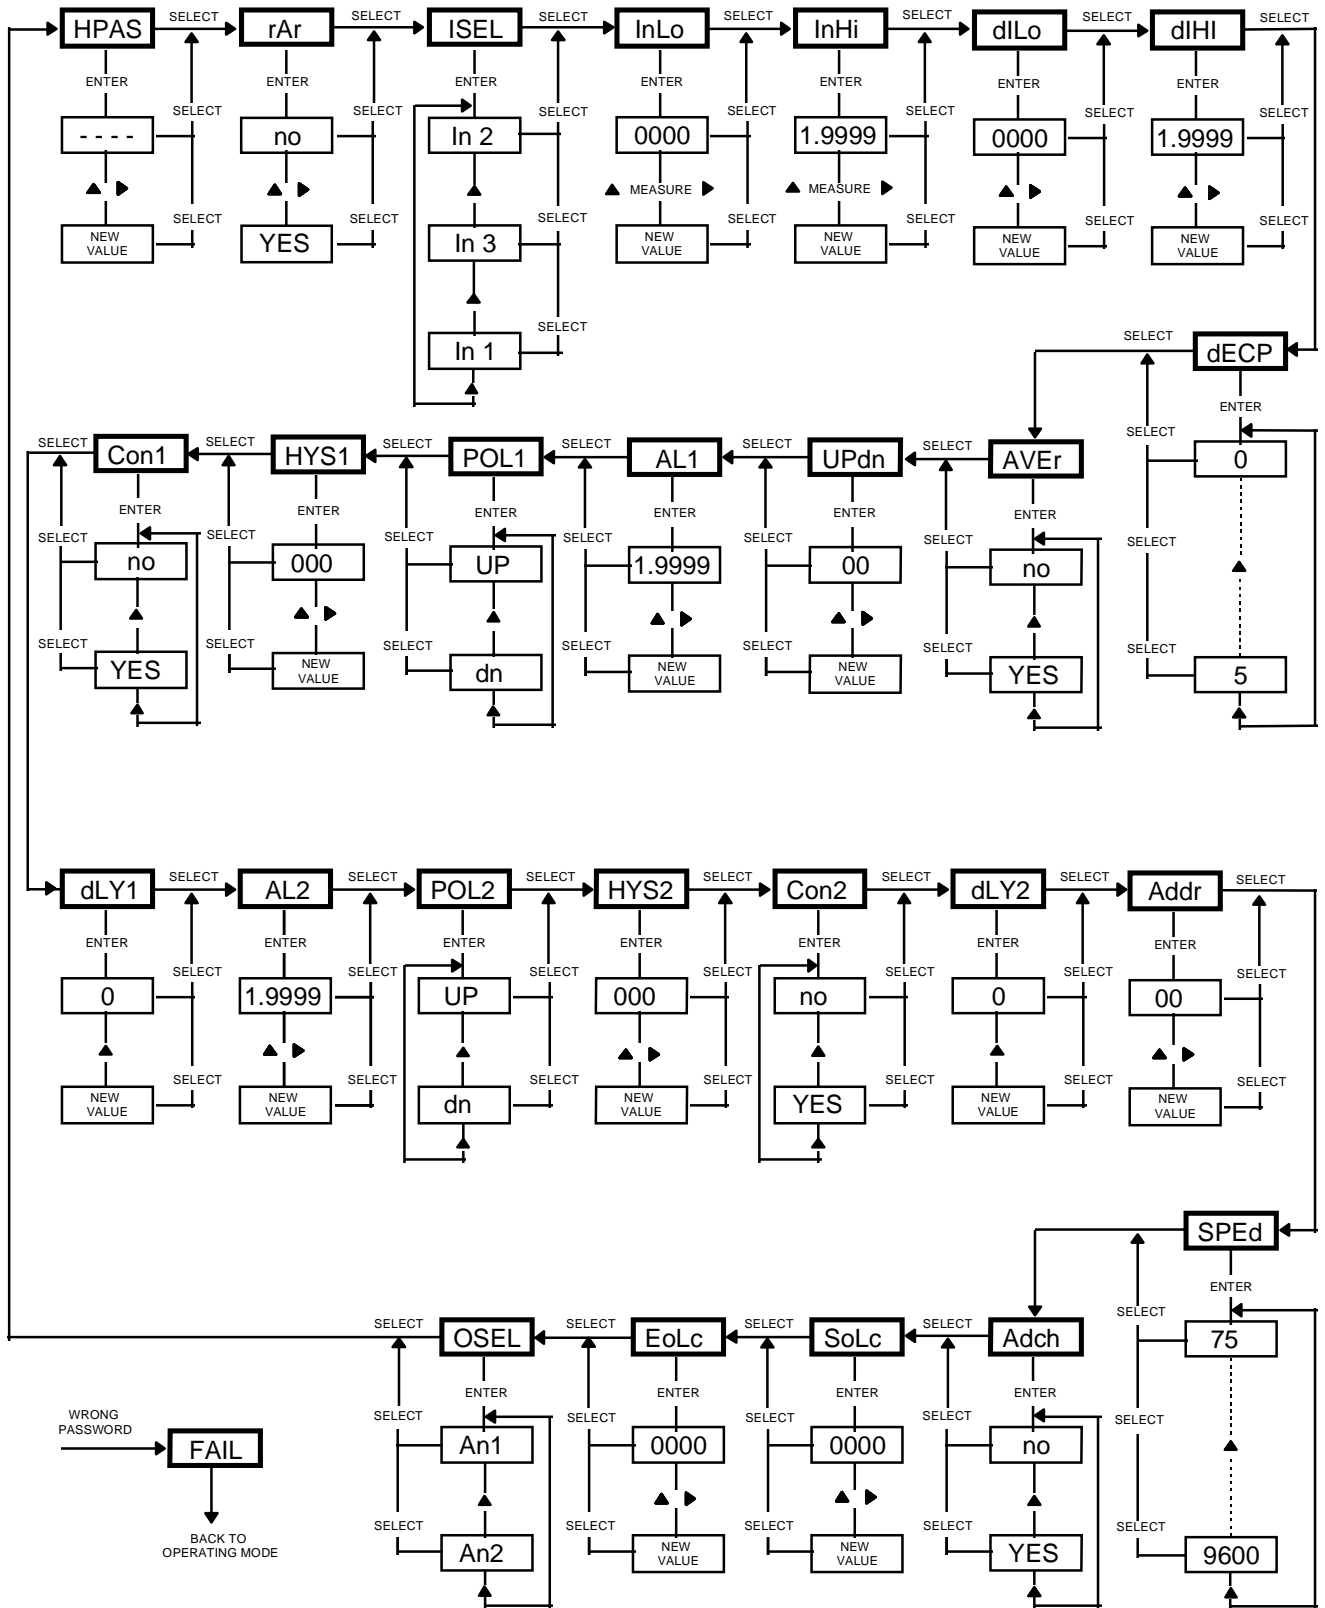 SELECT SELECT SELECT SELECT SELECT SELECT SELECT
HPAS rAr ISEL InLo InHi dILo dIHI
ENTER ENTER ENTER ENTER ENTER ENTER ENTER
SELECT SELECT SELECT SELECT SELECT SELECT SELECT
- - - - no In 2 0000 1.9999 0000 1.9999
MEASURE MEASURE
SELECT SELECT SELECT SELECT SELECT SELECT SELECT
NEW VALUE YES In 3 NEW VALUE NEW VALUE NEW VALUE NEW VALUE
SELECT
In 1
SELECT
dECP
ENTER
SELECT
0
SELECT
SELECT
5
SELECT SELECT SELECT SELECT SELECT SELECT
Con1 HYS1 POL1 AL1 UPdn AVEr
ENTER ENTER ENTER ENTER ENTER ENTER
SELECT SELECT SELECT SELECT SELECT SELECT
no 000 UP 1.9999 00 no
SELECT SELECT SELECT SELECT SELECT SELECT
YES NEW VALUE dn NEW VALUE NEW VALUE YES
SELECT SELECT SELECT SELECT SELECT SELECT SELECT
dLY1 AL2 POL2 HYS2 Con2 dLY2 Addr
ENTER ENTER ENTER ENTER ENTER ENTER ENTER
SELECT SELECT SELECT SELECT SELECT SELECT SELECT
0 1.9999 UP 000 no 0 00
SELECT SELECT SELECT SELECT SELECT SELECT SELECT
NEW VALUE NEW VALUE dn NEW VALUE YES NEW VALUE NEW VALUE
SELECT
SPEd
ENTER
SELECT
75
SELECT
SELECT
9600
SELECT SELECT SELECT SELECT
OSEL EoLc SoLc Adch
ENTER ENTER ENTER ENTER
SELECT SELECT SELECT SELECT
An1 0000 0000 no
SELECT SELECT SELECT SELECT
An2 NEW VALUE NEW VALUE YES
WRONG
PASSWORD
FAIL
BACK TO
OPERATING MODE